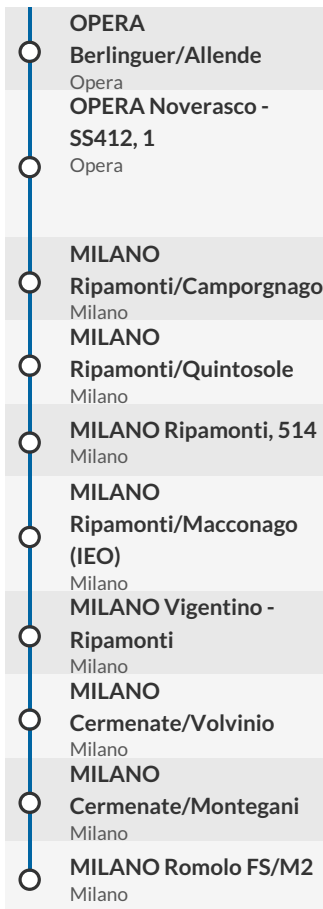 OPERA
Berlinguer/Allende
Opera
OPERA Noverasco -
SS412, 1
Opera
MILANO
Ripamonti/Camporgnago
Milano
MILANO
Ripamonti/Quintosole
Milano
MILANO Ripamonti, 514
Milano
MILANO
Ripamonti/Macconago
(IEO)
Milano
MILANO Vigentino -
Ripamonti
Milano
MILANO
Cermenate/Volvinio
Milano
MILANO
Cermenate/Montegani
Milano
MILANO Romolo FS/M2
Milano